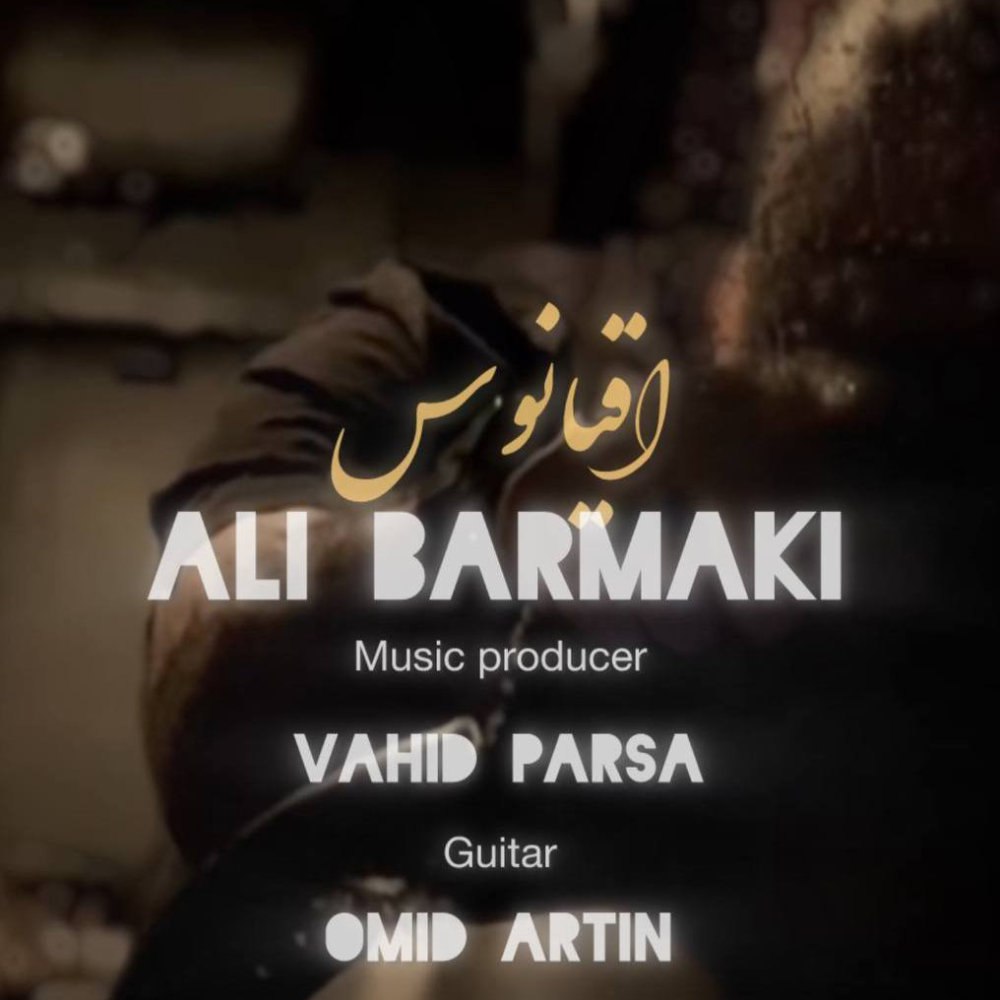 اقیانوس
ALI BARMAKI
Music producer
VAHID PARSA
Guitar
OMID ARTIN